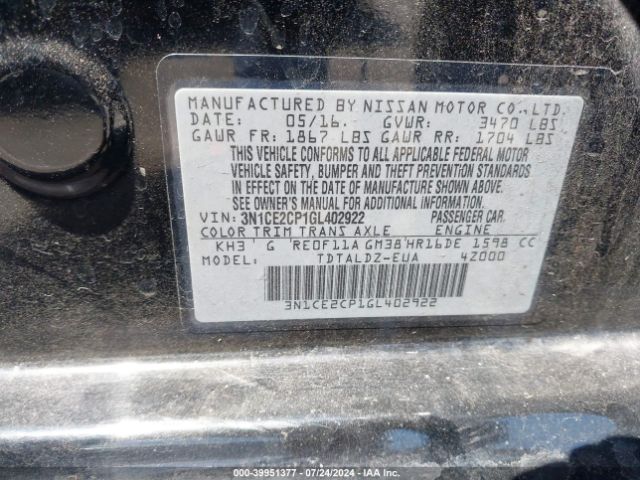 MANUFACTURED BY NISSAN MOTOR CO., LTD.
DATE: 05/16. GVWR: 3470 LBS
GAWR FR: 1867 LBS GAWR RR: 1704 LBS
THIS VEHICLE CONFORMS TO ALL APPLICABLE FEDERAL MOTOR
VEHICLE SAFETY, BUMPER AND THEFT PREVENTION STANDARDS
IN EFFECT ON THE DATE OF MANUFACTURE SHOWN ABOVE.
SEE OWNER'S MANUAL FOR ADDITIONAL INFORMATION.
VIN: 3N1CE2CP1GL402922 PASSENGER CAR.
COLOR TRIM TRANS AXLE ENGINE
KH3 G RE0F11A GM38 HR16DE 1598 CC
MODEL: TDTALDZ-EUA 42000
3N1CE2CP1GL402922
00-39951377 | 07/24/2024 | IAA Inc.